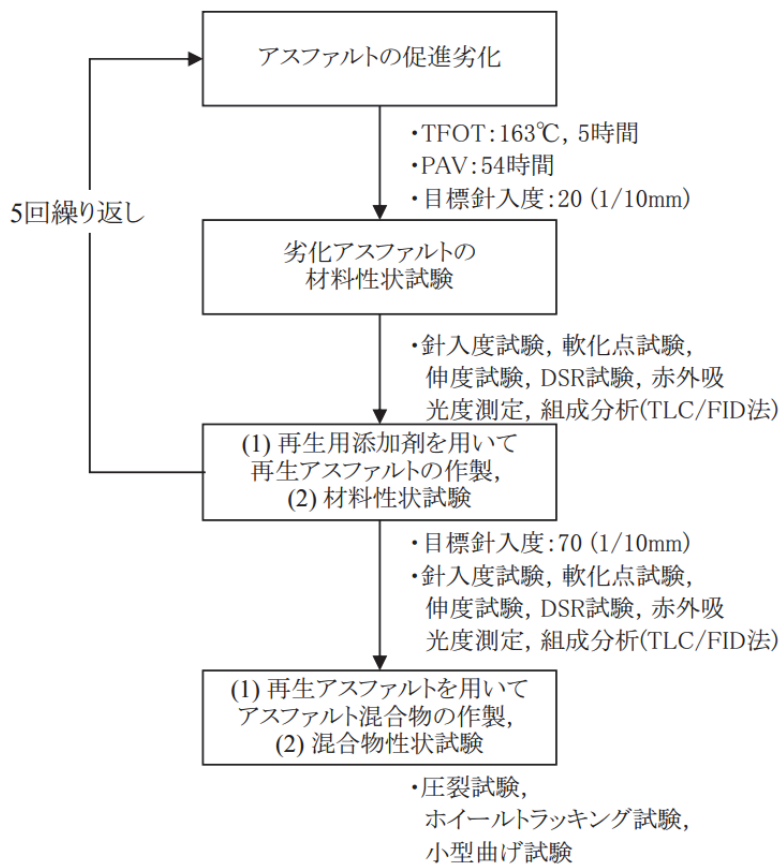 アスファルトの促進劣化
・TFOT:163℃, 5時間
・PAV:54時間
・目標針入度:20 (1/10mm)
5回繰り返し
劣化アスファルトの
材料性状試験
・針入度試験, 軟化点試験,
伸度試験, DSR試験, 赤外吸
光度測定, 組成分析(TLC/FID法)
(1) 再生用添加剤を用いて
再生アスファルトの作製,
(2) 材料性状試験
・目標針入度:70 (1/10mm)
・針入度試験, 軟化点試験,
伸度試験, DSR試験, 赤外吸
光度測定, 組成分析(TLC/FID法)
(1) 再生アスファルトを用いて
アスファルト混合物の作製,
(2) 混合物性状試験
・圧裂試験,
ホイールトラッキング試験,
小型曲げ試験